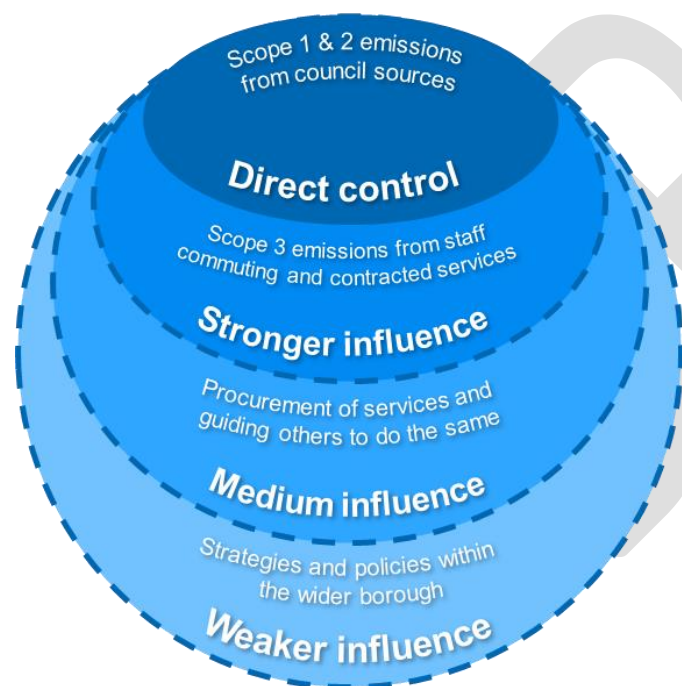 Scope 1 & 2 emissions
from council sources
Direct control
Scope 3 emissions from staff
commuting and contracted services
Stronger influence
Procurement of services and
guiding others to do the same
Medium influence
Strategies and policies within
the wider borough
Weaker influence